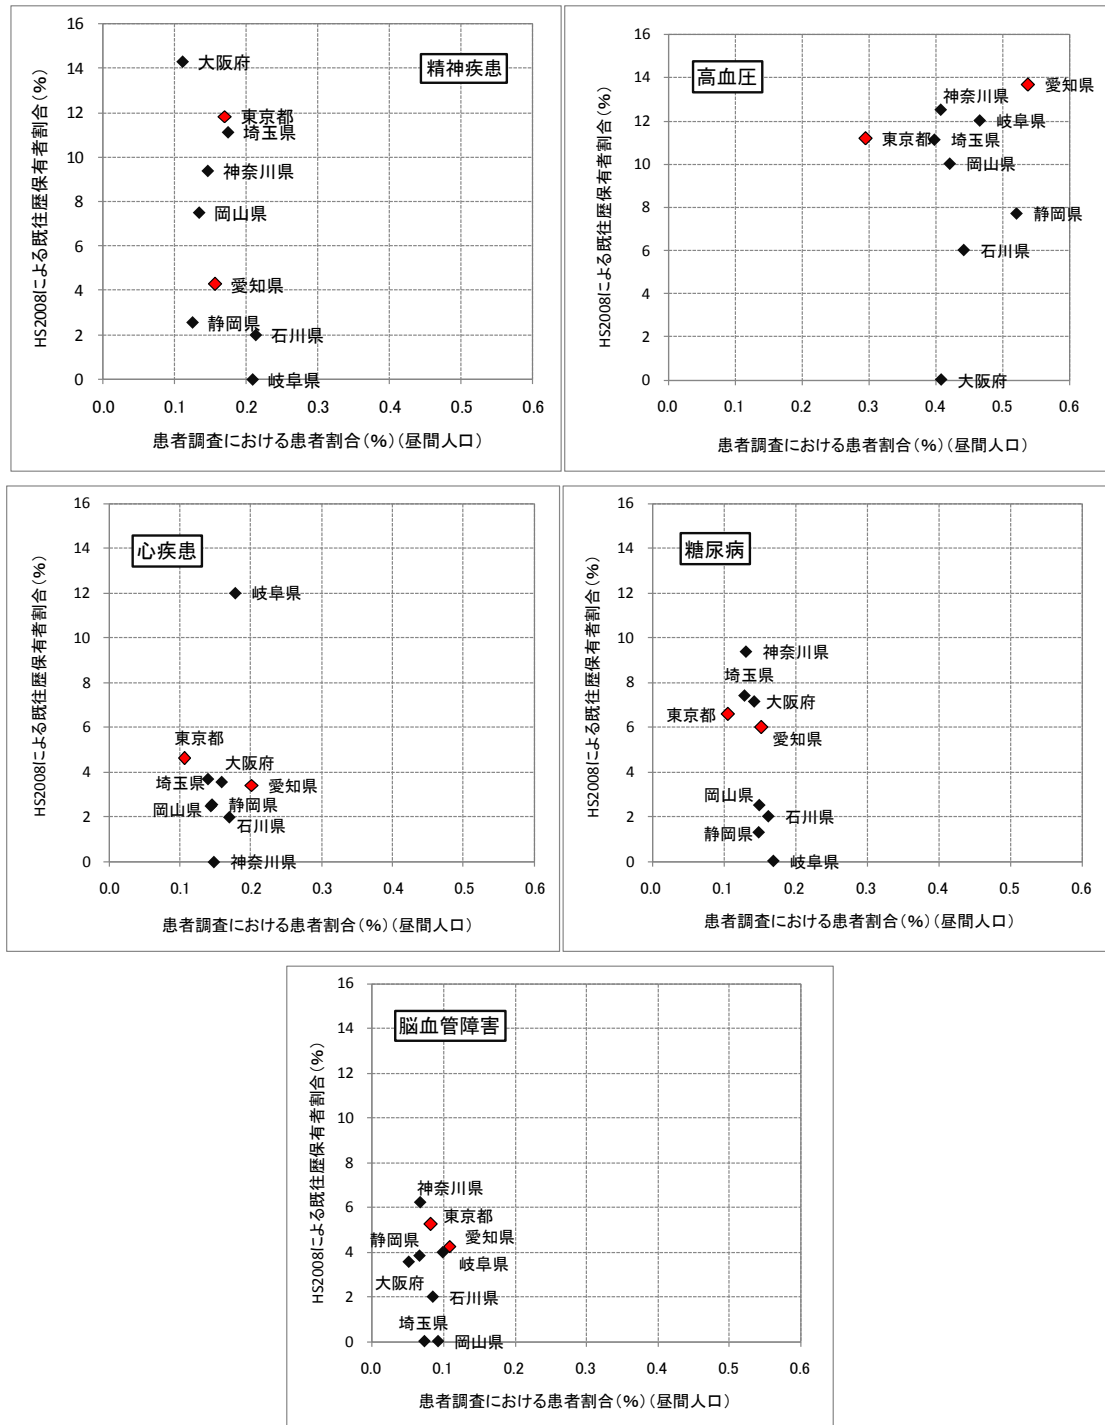 精神疾患
HS2008による既往歴保有者割合(%)
16
14
12
10
8
6
4
2
0
大阪府
東京都
埼玉県
神奈川県
岡山県
愛知県
静岡県
石川県
岐阜県
0.0 0.1 0.2 0.3 0.4 0.5 0.6
患者調査における患者割合(%)(昼間人口)
高血圧
HS2008による既往歴保有者割合(%)
16
14
12
10
8
6
4
2
0
愛知県
神奈川県
岐阜県
東京都
埼玉県
岡山県
静岡県
石川県
大阪府
0.0 0.1 0.2 0.3 0.4 0.5 0.6
患者調査における患者割合(%)(昼間人口)
心疾患
HS2008による既往歴保有者割合(%)
16
14
12
10
8
6
4
2
0
岐阜県
東京都
大阪府
埼玉県
愛知県
岡山県
静岡県
石川県
神奈川県
0.0 0.1 0.2 0.3 0.4 0.5 0.6
患者調査における患者割合(%)(昼間人口)
糖尿病
HS2008による既往歴保有者割合(%)
16
14
12
10
8
6
4
2
0
神奈川県
埼玉県
大阪府
東京都
愛知県
岡山県
石川県
静岡県
岐阜県
0.0 0.1 0.2 0.3 0.4 0.5 0.6
患者調査における患者割合(%)(昼間人口)
脳血管障害
HS2008による既往歴保有者割合(%)
16
14
12
10
8
6
4
2
0
神奈川県
東京都
静岡県
愛知県
岐阜県
大阪府
石川県
埼玉県
岡山県
0.0 0.1 0.2 0.3 0.4 0.5 0.6
患者調査における患者割合(%)(昼間人口)